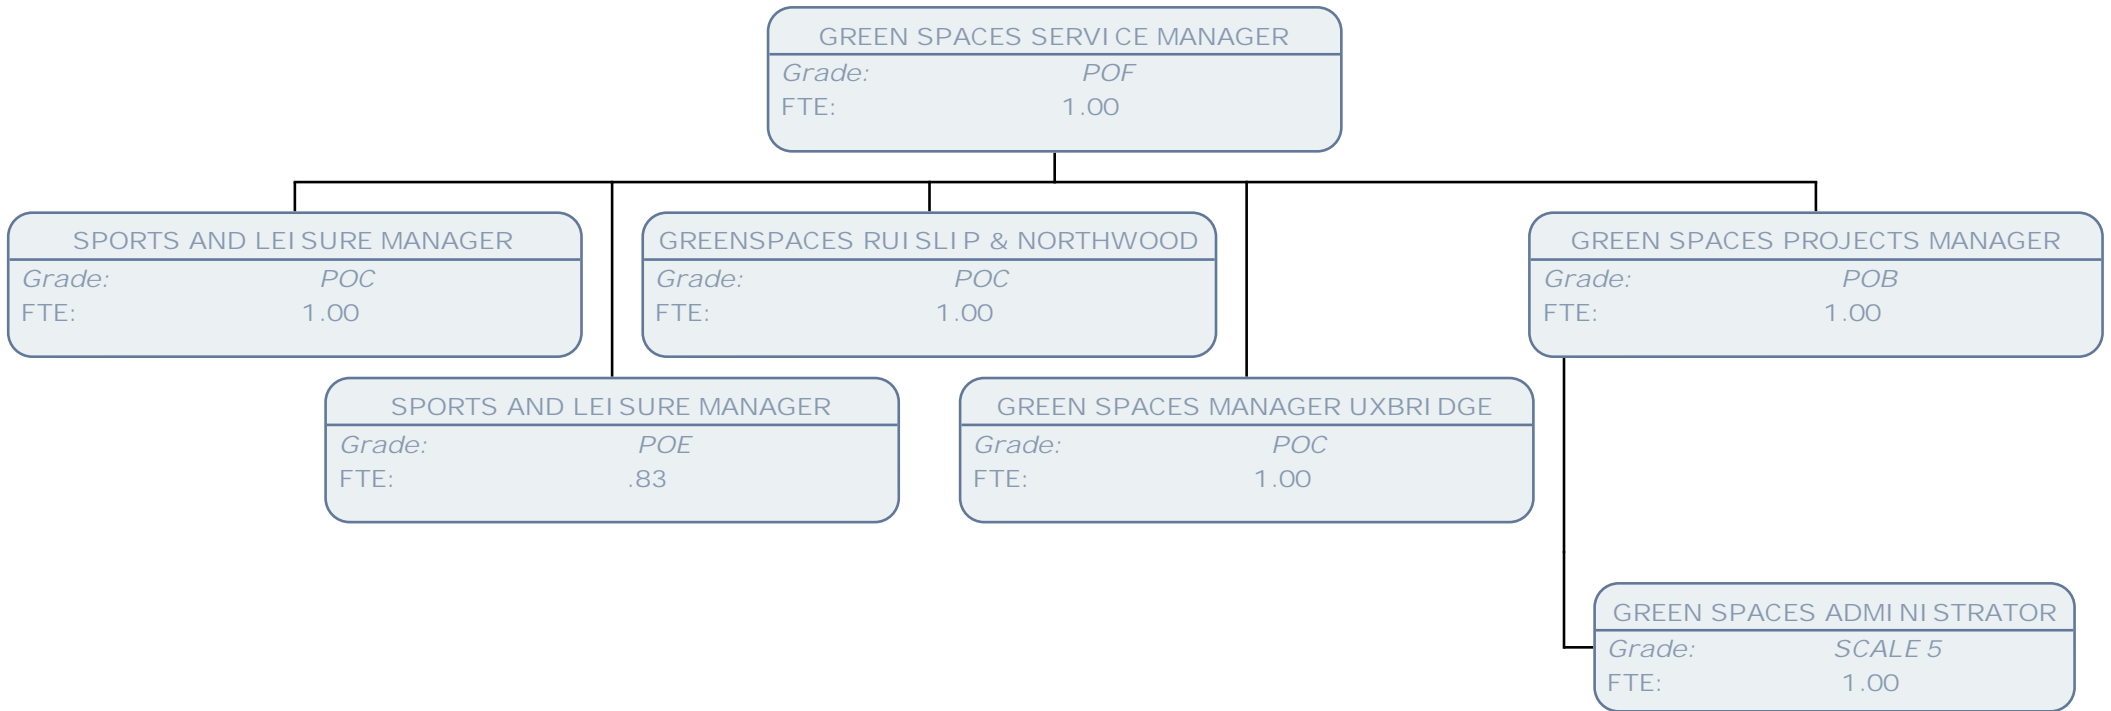 GREEN SPACES SERVICE MANAGER
Grade: POF
FTE: 1.00
SPORTS AND LEISURE MANAGER
Grade: POC
FTE: 1.00
GREENSPACES RUISLIP & NORTHWOOD
Grade: POC
FTE: 1.00
GREEN SPACES PROJECTS MANAGER
Grade: POB
FTE: 1.00
SPORTS AND LEISURE MANAGER
Grade: POE
FTE: .83
GREEN SPACES MANAGER UXBRIDGE
Grade: POC
FTE: 1.00
GREEN SPACES ADMINISTRATOR
Grade: SCALE 5
FTE: 1.00